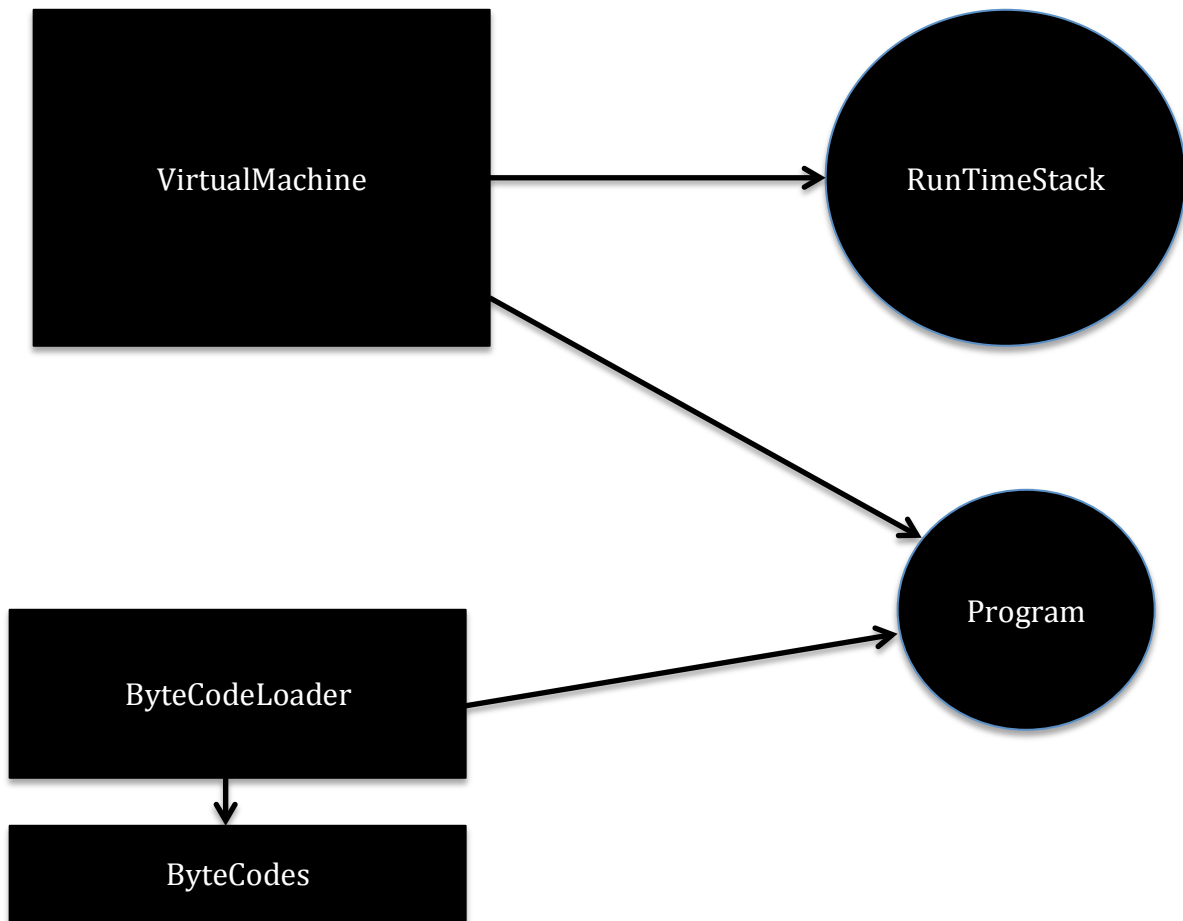 VirtualMachine
RunTimeStack
Program
ByteCodeLoader
ByteCodes